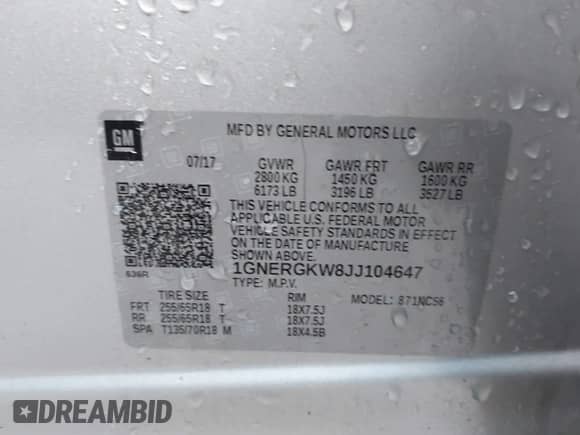 GM
MFD BY GENERAL MOTORS LLC
07/17 GVWR GAWR FRT GAWR RR
2800 KG 1450 KG 1600 KG
6173 LB 3196 LB 3527 LB
THIS VEHICLE CONFORMS TO ALL
APPLICABLE U.S. FEDERAL MOTOR
VEHICLE SAFETY STANDARDS IN EFFECT
ON THE DATE OF MANUFACTURE
SHOWN ABOVE.
636R 1GNERGKW8JJ104647
TYPE: M.P.V. MODEL: 871NC56
TIRE SIZE RIM
FRT 255/65R18 T 18X7.5J
RR 255/65R18 T 18X7.5J
SPA T135/70R18 M 18X4.5B
DREAMBID